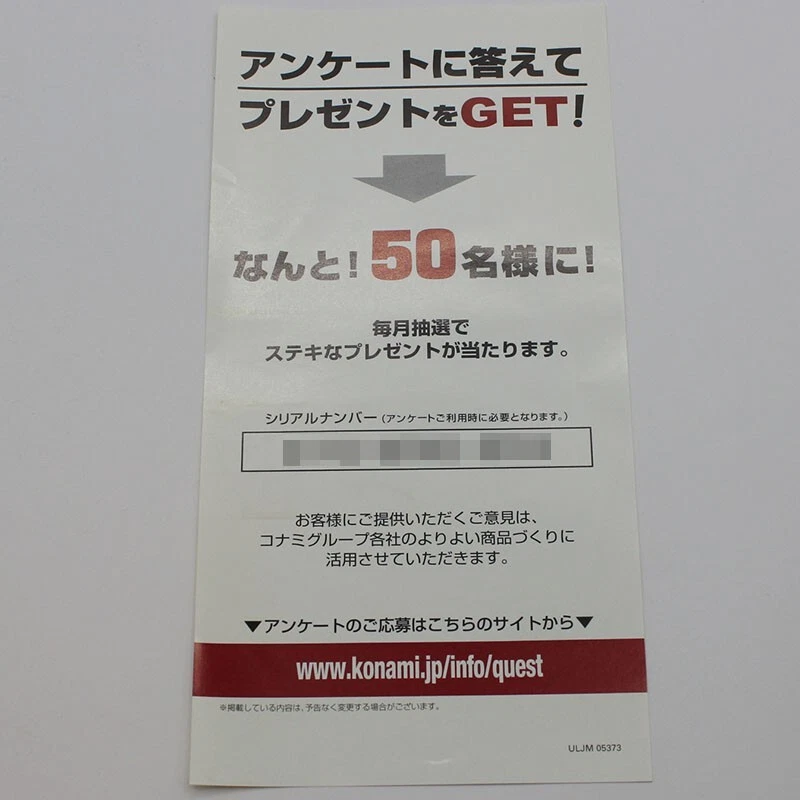 アンケートに答えて
プレゼントをGET!
なんと!50名様に!
毎月抽選で
ステキなプレゼントが当たります。
シリアルナンバー(アンケートご利用時に必要となります。)
お客様にご提供いただくご意見は、
コナミグループ各社のよりよい商品づくりに
活用させていただきます。
▼アンケートのご応募はこちらのサイトから▼
www.konami.jp/info/quest
※掲載している内容は、予告なく変更する場合がございます。
ULJM 05373